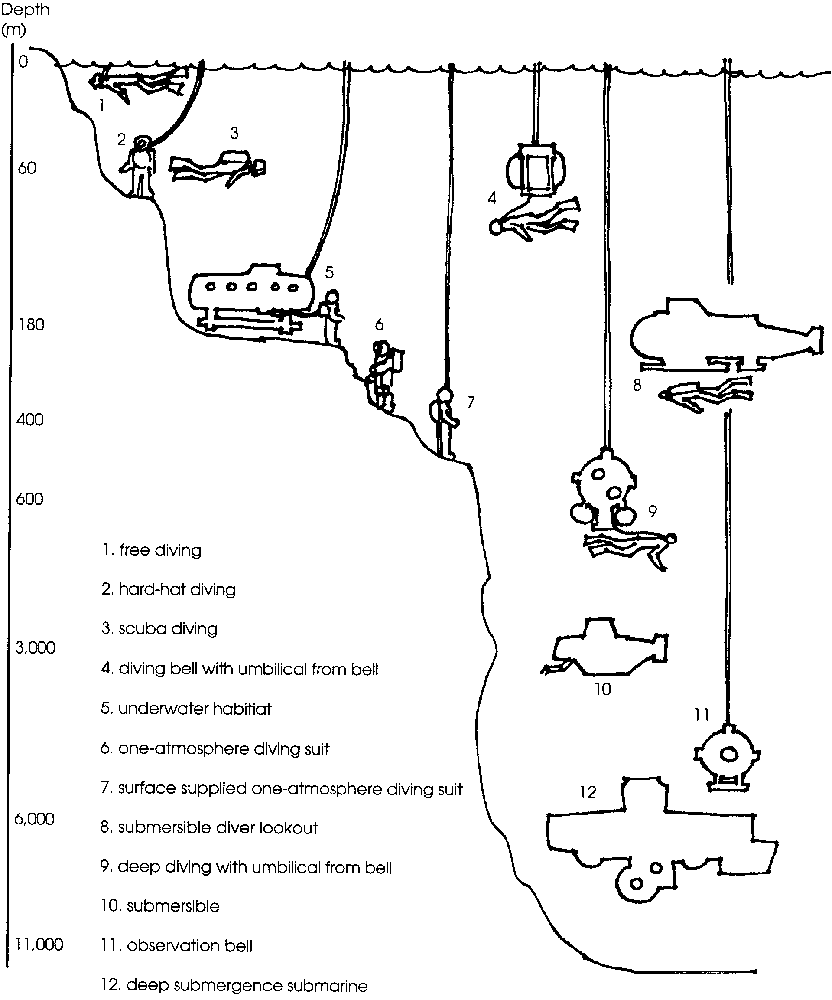 Depth
(m)
0
1
2
3
60
4
5
180
6
8
7
400
600
9
1. free diving
2. hard-hat diving
3. scuba diving
3,000
4. diving bell with umbilical from bell
10
5. underwater habitiat
11
6. one-atmosphere diving suit
7. surface supplied one-atmosphere diving suit
12
6,000
8. submersible diver lookout
9. deep diving with umbilical from bell
10. submersible
11,000
11. observation bell
12. deep submergence submarine